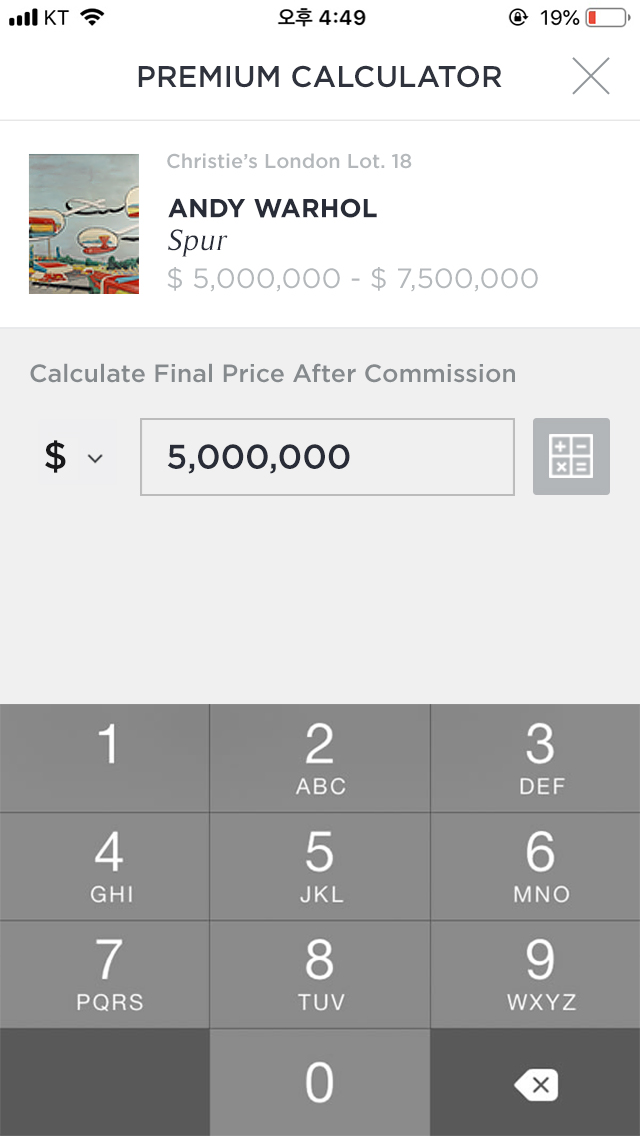 KT 오후 4:49 19%
PREMIUM CALCULATOR
Christie's London Lot. 18
ANDY WARHOL
Spur
$ 5,000,000 - $ 7,500,000
Calculate Final Price After Commission
$ 5,000,000
1 2 3
ABC DEF
4 5 6
GHI JKL MNO
7 8 9
PQRS TUV WXYZ
0